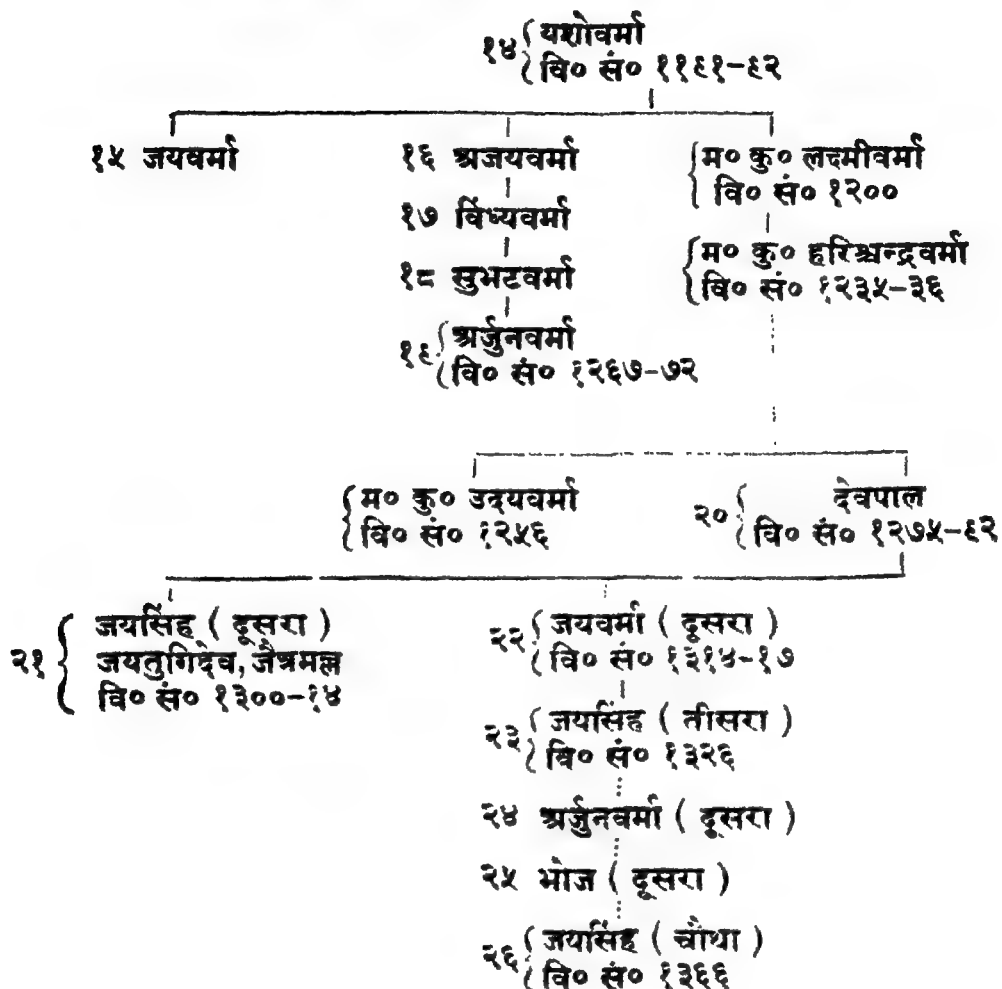 १४ यशोवर्मा
वि० सं० ११९१-९२
१५ जयवर्मा
१६ अजयवर्मा
म० कु० लक्ष्मीवर्मा
वि० सं० १२००
१७ विंध्यवर्मा
म० कु० हरिश्चन्द्रवर्मा
वि० सं० १२३५-३६
१८ सुभटवर्मा
१९ अर्जुनवर्मा
वि० सं० १२६७-७२
म० कु० उदयवर्मा
वि० सं० १२५६
२० देवपाल
वि० सं० १२७५-९२
२१ जयसिंह ( दूसरा )
जयतुगिदेव, जैत्रमल्ल
वि० सं० १३००-१४
२२ जयवर्मा ( दूसरा )
वि० सं० १३१४-१७
२३ जयसिंह ( तीसरा )
वि० सं० १३२६
२४ अर्जुनवर्मा ( दूसरा )
२५ भोज ( दूसरा )
२६ जयसिंह ( चौथा )
वि० सं० १३६६